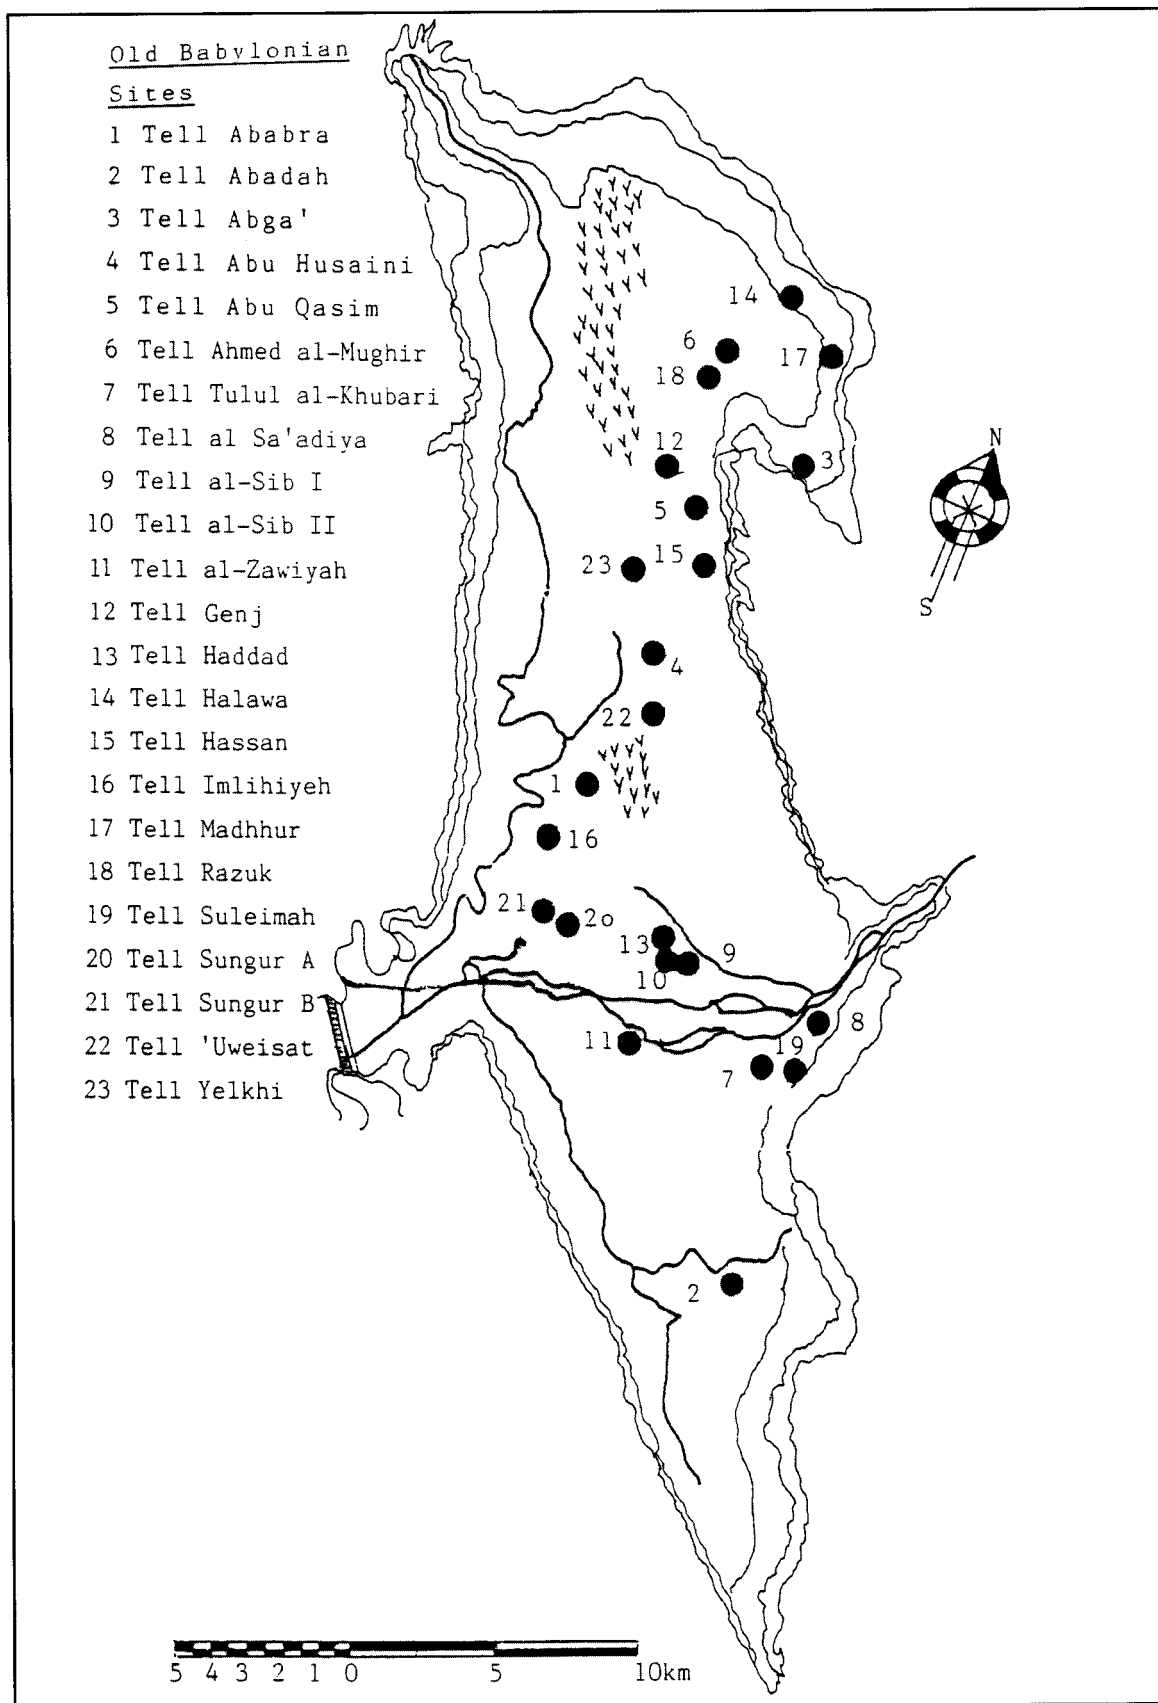 Old Babylonian
Sites
1 Tell Ababra
2 Tell Abadah
3 Tell Abga'
4 Tell Abu Husaini
5 Tell Abu Qasim
6 Tell Ahmed al-Mughir
7 Tell Tulul al-Khubari
8 Tell al Sa'adiya
9 Tell al-Sib I
10 Tell al-Sib II
11 Tell al-Zawiyah
12 Tell Genj
13 Tell Haddad
14 Tell Halawa
15 Tell Hassan
16 Tell Imlihiyeh
17 Tell Madhhur
18 Tell Razuk
19 Tell Suleimah
20 Tell Sungur A
21 Tell Sungur B
22 Tell 'Uweisat
23 Tell Yelkhi
14
6
17
18
12
3
N
5
S
15
23
4
22
1
16
21
20
13
9
10
8
11
19
7
2
5 4 3 2 1 0 5 10km